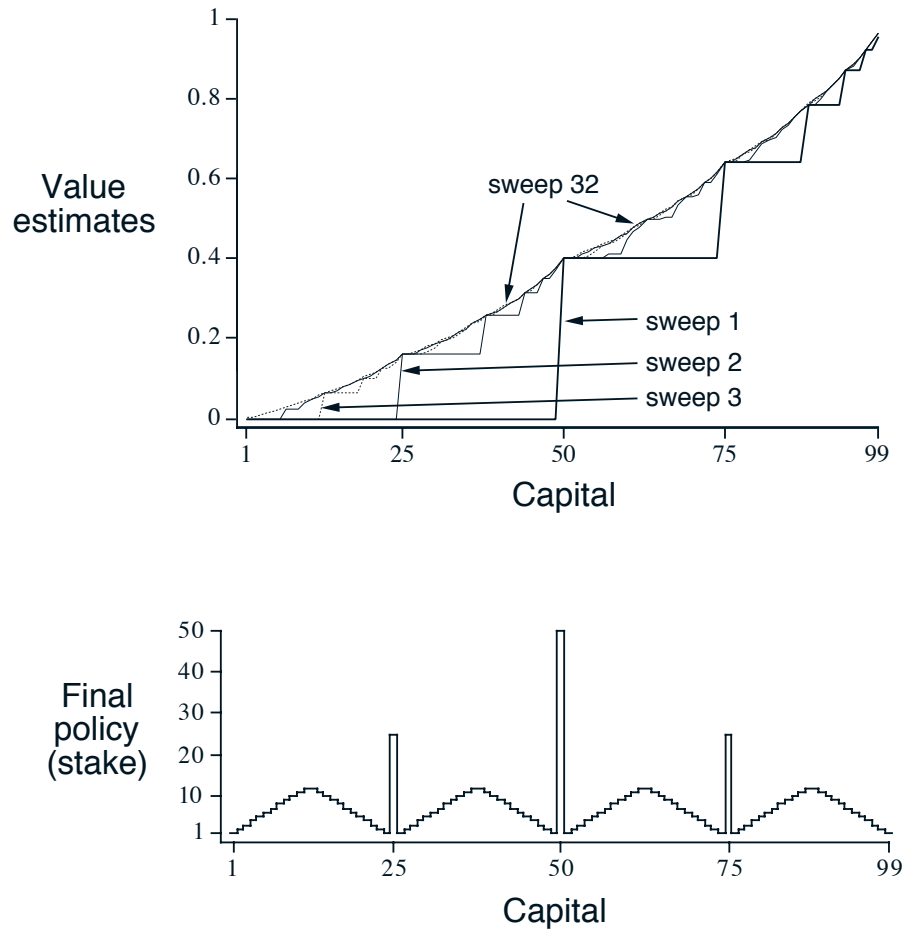 1
0.8
0.6
0.4
0.2
0
Value
estimates
sweep 32
sweep 1
sweep 2
sweep 3
1 25 50 75 99
Capital
50
40
30
20
10
1
Final
policy
(stake)
1 25 50 75 99
Capital